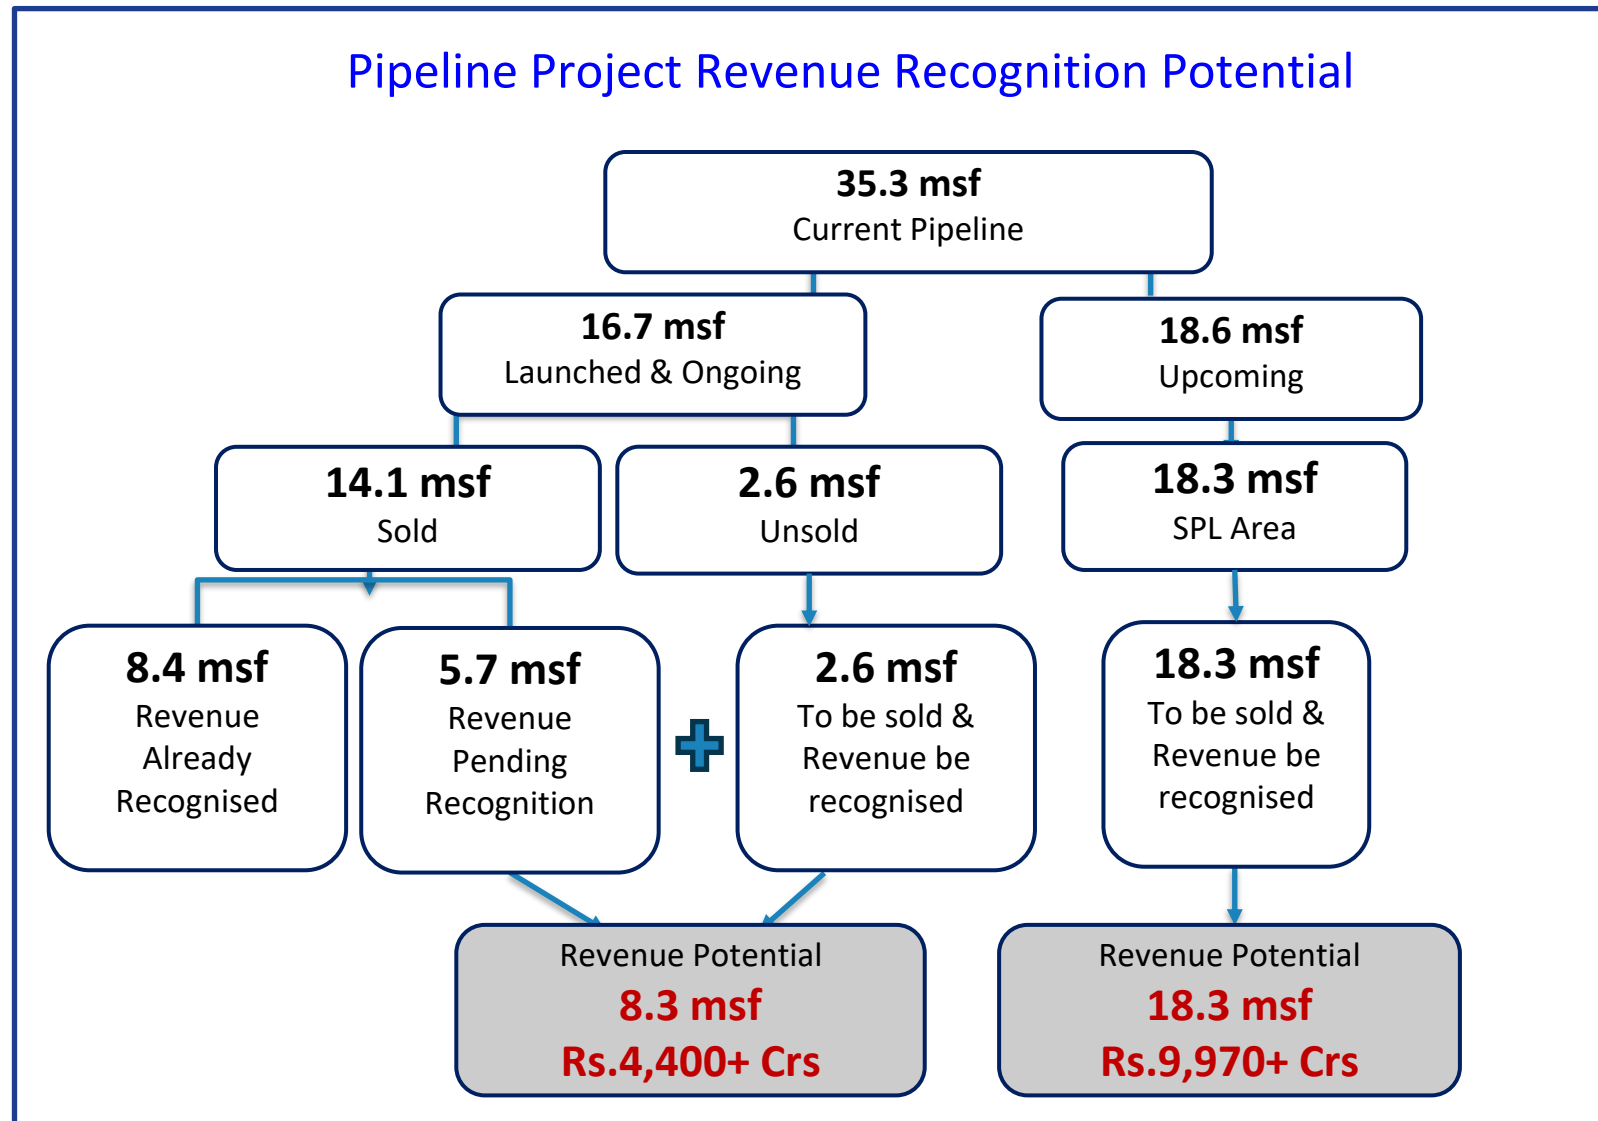 Pipeline Project Revenue Recognition Potential
35.3 msf
Current Pipeline
16.7 msf
Launched & Ongoing
18.6 msf
Upcoming
14.1 msf
Sold
2.6 msf
Unsold
18.3 msf
SPL Area
8.4 msf
Revenue
Already
Recognised
5.7 msf
Revenue
Pending
Recognition
2.6 msf
To be sold &
Revenue be
recognised
18.3 msf
To be sold &
Revenue be
recognised
Revenue Potential
8.3 msf
Rs.4,400+ Crs
Revenue Potential
18.3 msf
Rs.9,970+ Crs